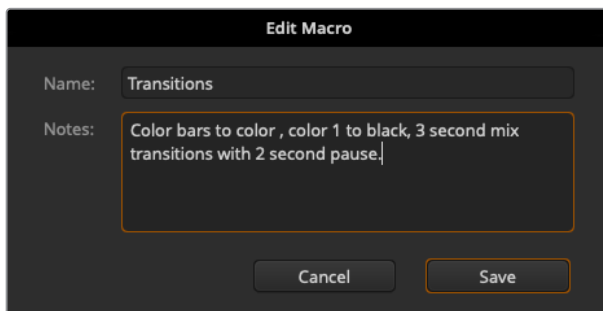 Edit Macro
Name: Transitions
Notes: Color bars to color , color 1 to black, 3 second mix
transitions with 2 second pause.
Cancel Save